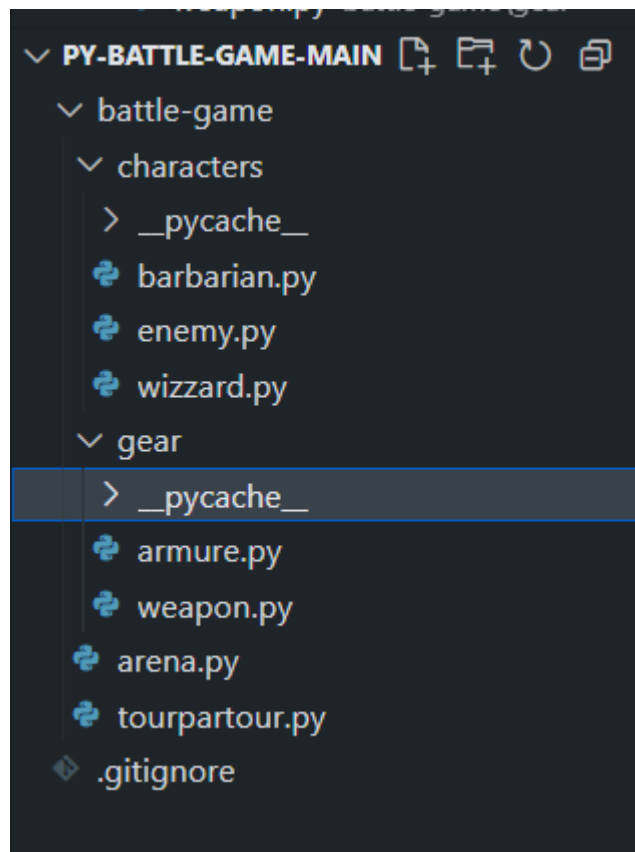 PY-BATTLE-GAME-MAIN
battle-game
characters
__pycache__
barbarian.py
enemy.py
wizzard.py
gear
__pycache__
armure.py
weapon.py
arena.py
tourpartour.py
.gitignore